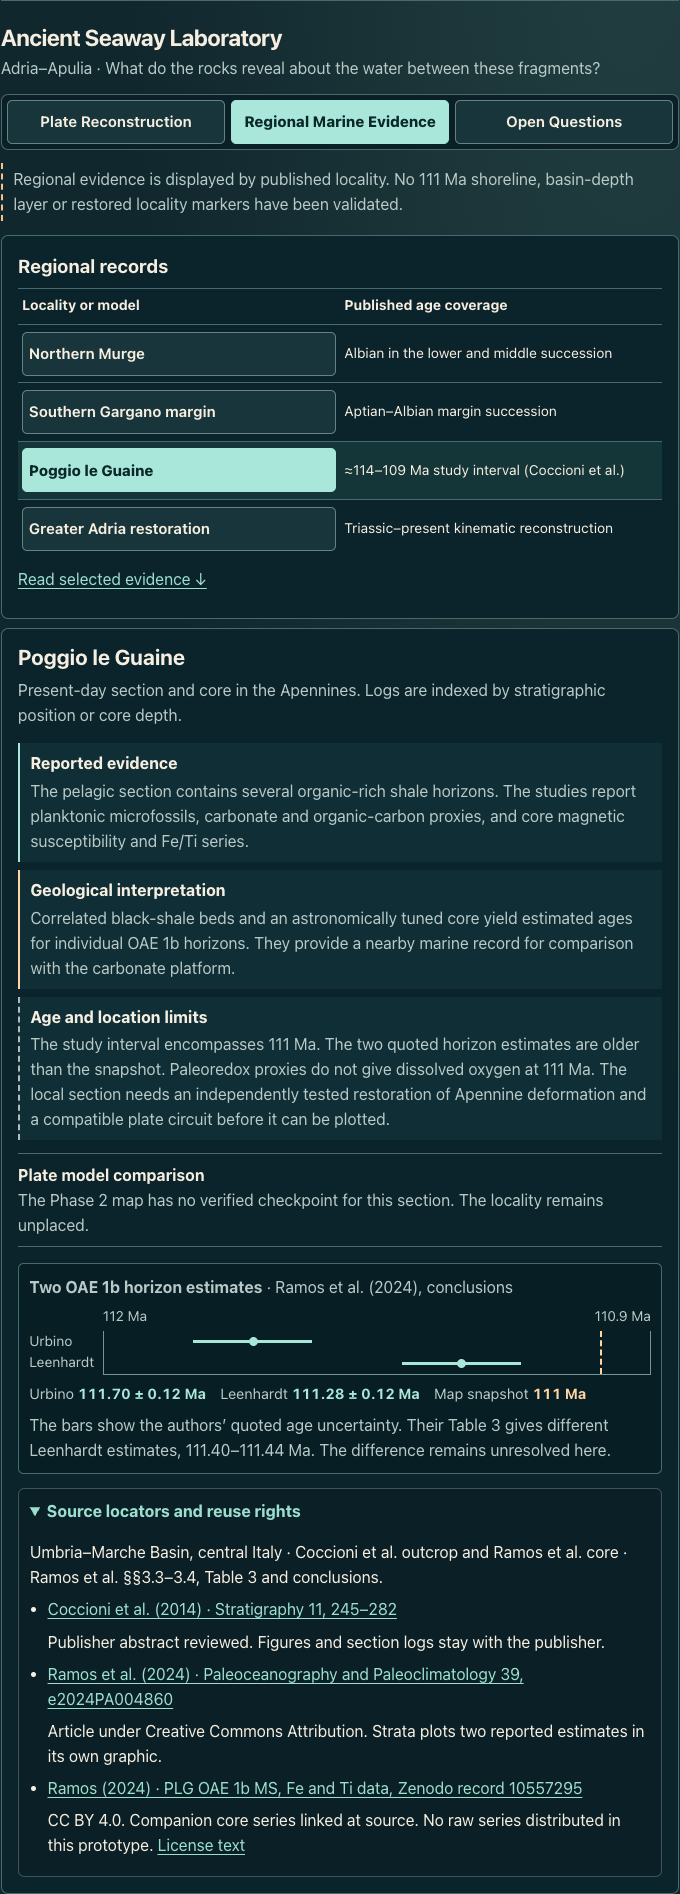 Ancient Seaway Laboratory
Adria–Apulia · What do the rocks reveal about the water between these fragments?
Plate Reconstruction
Regional Marine Evidence
Open Questions
Regional evidence is displayed by published locality. No 111 Ma shoreline, basin-depth
layer or restored locality markers have been validated.
Regional records
Locality or model
Published age coverage
Northern Murge
Albian in the lower and middle succession
Southern Gargano margin
Aptian–Albian margin succession
Poggio le Guaine
≈114–109 Ma study interval (Coccioni et al.)
Greater Adria restoration
Triassic–present kinematic reconstruction
Read selected evidence ↓
Poggio le Guaine
Present-day section and core in the Apennines. Logs are indexed by stratigraphic
position or core depth.
Reported evidence
The pelagic section contains several organic-rich shale horizons. The studies report
planktonic microfossils, carbonate and organic-carbon proxies, and core magnetic
susceptibility and Fe/Ti series.
Geological interpretation
Correlated black-shale beds and an astronomically tuned core yield estimated ages
for individual OAE 1b horizons. They provide a nearby marine record for comparison
with the carbonate platform.
Age and location limits
The study interval encompasses 111 Ma. The two quoted horizon estimates are older
than the snapshot. Paleoredox proxies do not give dissolved oxygen at 111 Ma. The
local section needs an independently tested restoration of Apennine deformation and
a compatible plate circuit before it can be plotted.
Plate model comparison
The Phase 2 map has no verified checkpoint for this section. The locality remains
unplaced.
Two OAE 1b horizon estimates · Ramos et al. (2024), conclusions
112 Ma
110.9 Ma
Urbino
Leenhardt
Urbino 111.70 ± 0.12 Ma Leenhardt 111.28 ± 0.12 Ma Map snapshot 111 Ma
The bars show the authors’ quoted age uncertainty. Their Table 3 gives different
Leenhardt estimates, 111.40–111.44 Ma. The difference remains unresolved here.
▼ Source locators and reuse rights
Umbria–Marche Basin, central Italy · Coccioni et al. outcrop and Ramos et al. core ·
Ramos et al. §§3.3–3.4, Table 3 and conclusions.
• Coccioni et al. (2014) · Stratigraphy 11, 245–282
Publisher abstract reviewed. Figures and section logs stay with the publisher.
• Ramos et al. (2024) · Paleoceanography and Paleoclimatology 39,
e2024PA004860
Article under Creative Commons Attribution. Strata plots two reported estimates in
its own graphic.
• Ramos (2024) · PLG OAE 1b MS, Fe and Ti data, Zenodo record 10557295
CC BY 4.0. Companion core series linked at source. No raw series distributed in
this prototype. License text